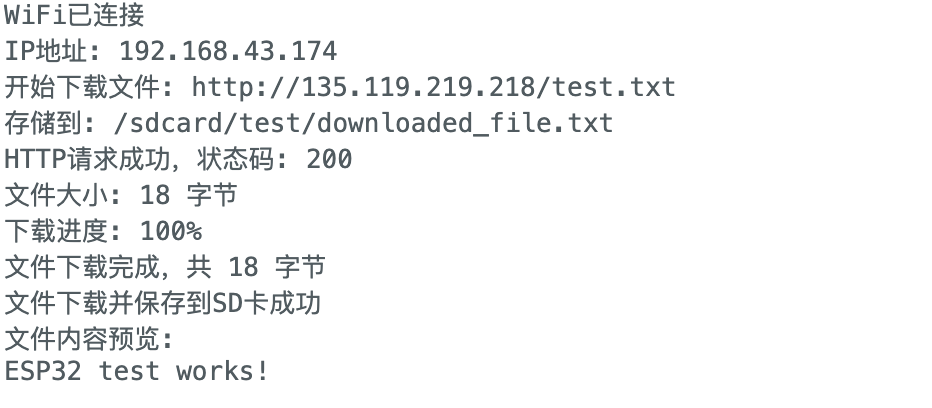 WiFi已连接
IP地址: 192.168.43.174
开始下载文件: http://135.119.219.218/test.txt
存储到: /sdcard/test/downloaded_file.txt
HTTP请求成功，状态码: 200
文件大小: 18 字节
下载进度: 100%
文件下载完成，共 18 字节
文件下载并保存到SD卡成功
文件内容预览:
ESP32 test works!